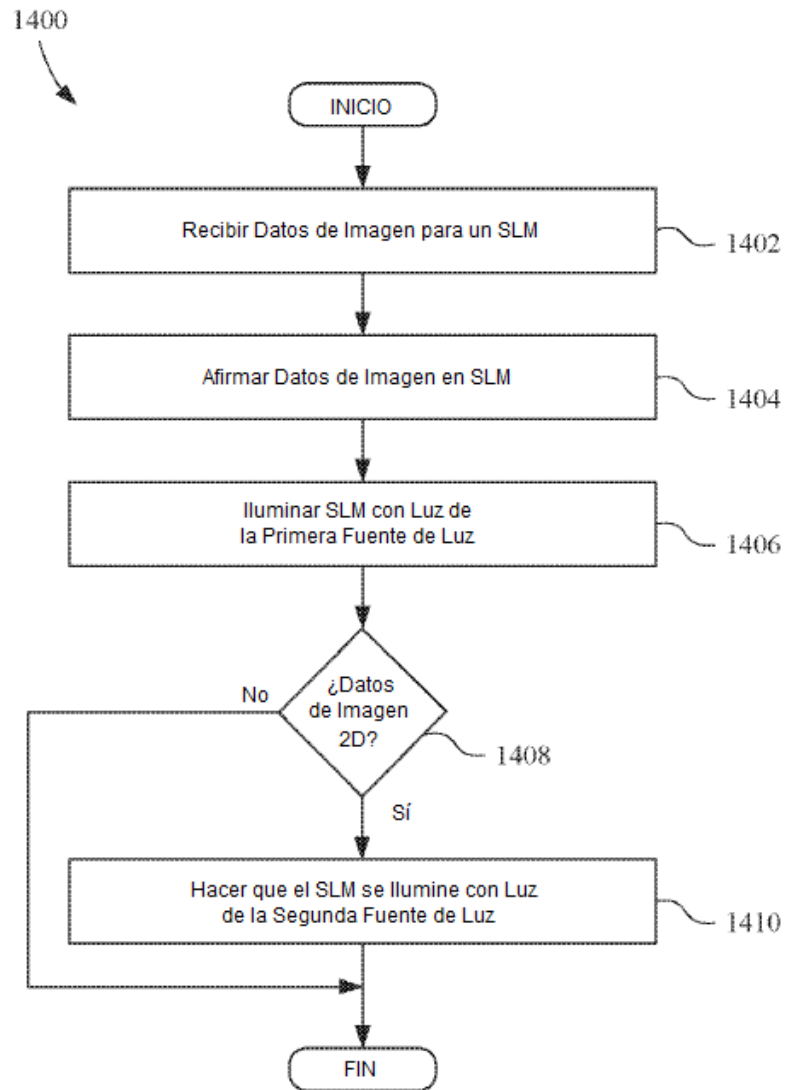 1400
INICIO
Recibir Datos de Imagen para un SLM
1402
Afirmar Datos de Imagen en SLM
1404
Iluminar SLM con Luz de
la Primera Fuente de Luz
1406
¿Datos
de Imagen
2D?
No
1408
Sí
Hacer que el SLM se Ilumine con Luz
de la Segunda Fuente de Luz
1410
FIN